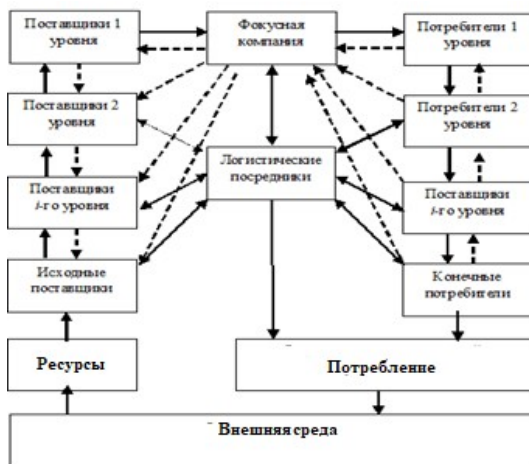 Поставщики 1
уровня
Фокусная
компания
Потребители 1
уровня
Поставщики 2
уровня
Потребители 2
уровня
Логистические
посредники
Поставщики
i-го уровня
Поставщики
i-го уровня
Исходные
поставщики
Конечные
потребители
Ресурсы
Потребление
Внешняя среда